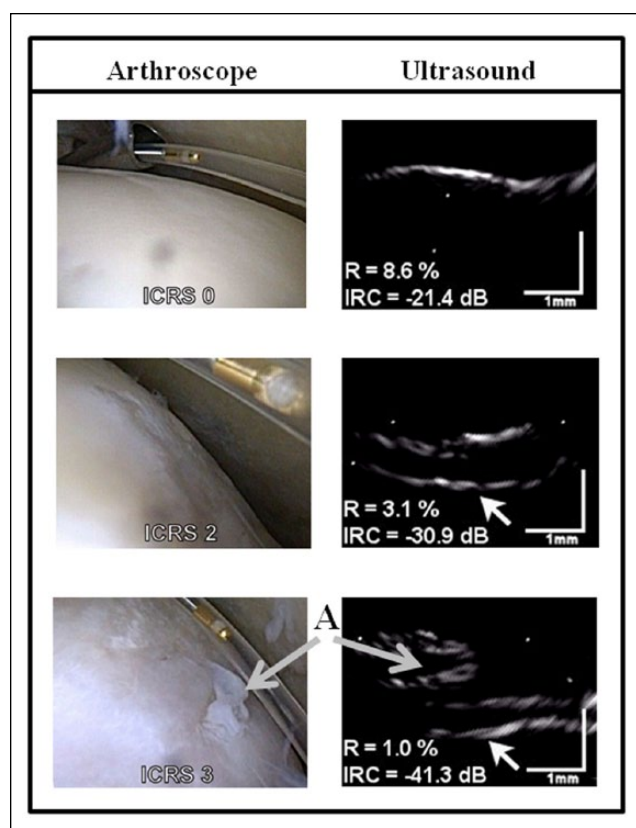 Arthroscope Ultrasound
ICRS 0
R = 8.6 %
IRC = -21.4 dB
1mm
ICRS 2
R = 3.1 %
IRC = -30.9 dB
1mm
A
ICRS 3
R = 1.0 %
IRC = -41.3 dB
1mm